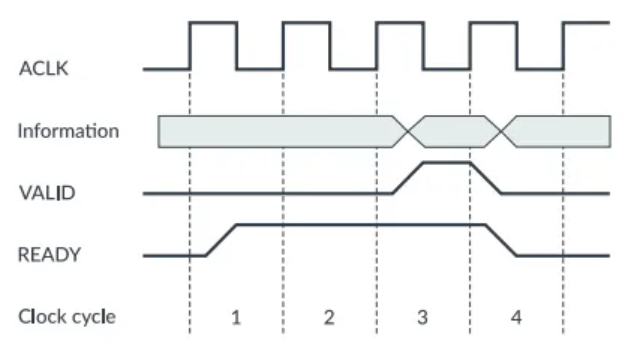 ACLK
Information
VALID
READY
Clock cycle 1 2 3 4